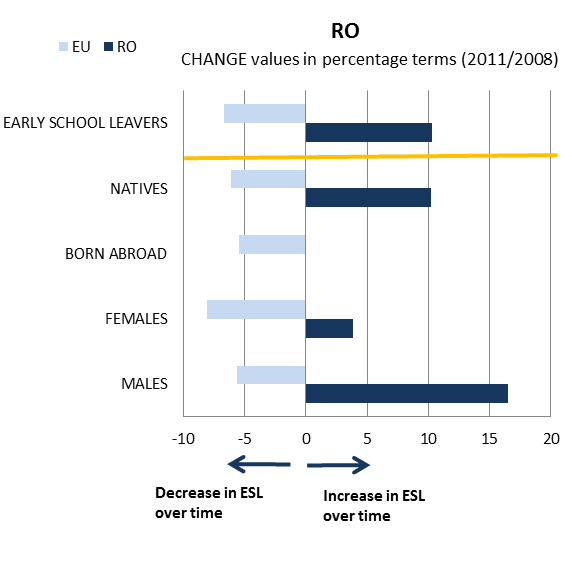 RO
EU RO
CHANGE values in percentage terms (2011/2008)
EARLY SCHOOL LEAVERS
NATIVES
BORN ABROAD
FEMALES
MALES
-10 -5 0 5 10 15 20
Decrease in ESL
over time
Increase in ESL
over time